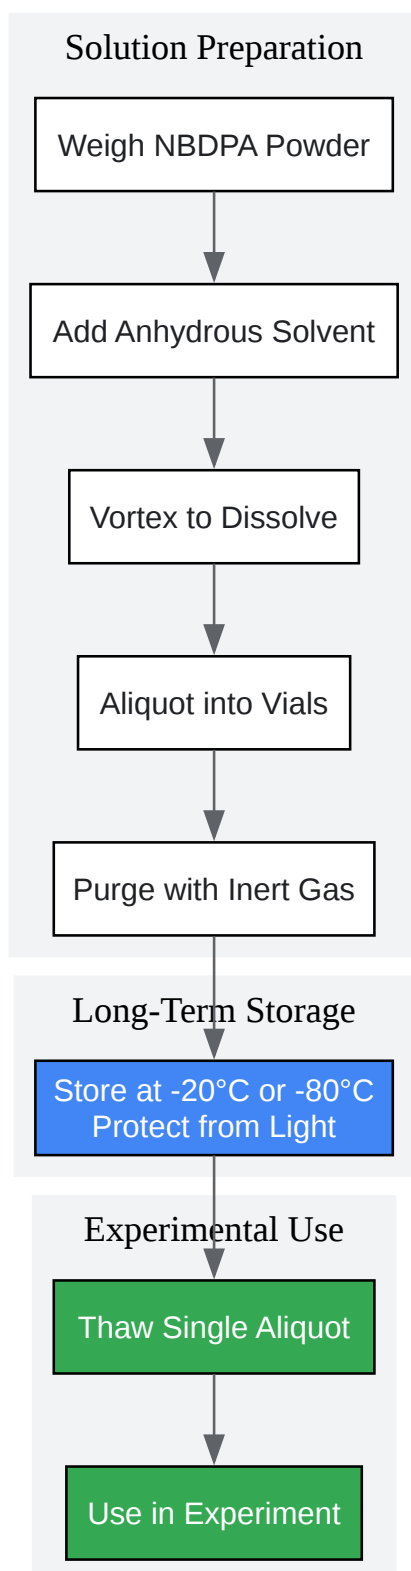 Solution Preparation
Weigh NBDPA Powder
Add Anhydrous Solvent
Vortex to Dissolve
Aliquot into Vials
Purge with Inert Gas
Long-Term Storage
Store at -20°C or -80°C
Protect from Light
Experimental Use
Thaw Single Aliquot
Use in Experiment